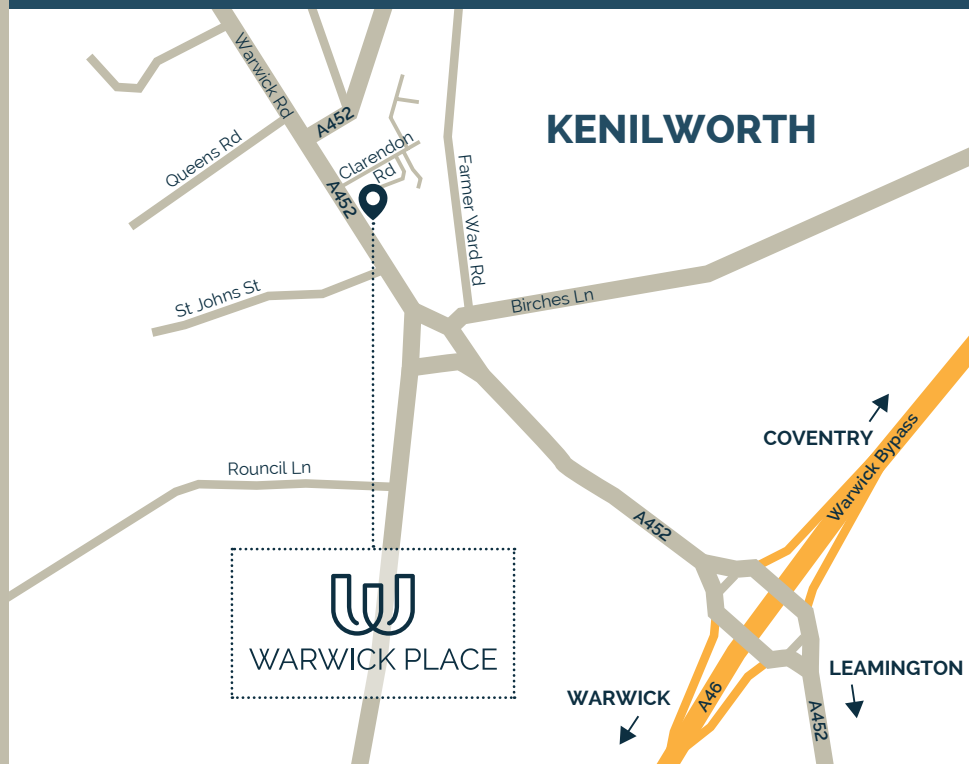 Warwick Rd
A452
KENILWORTH
Queens Rd
Clarendon
Rd
A452
Farmer Ward Rd
St Johns St
Birches Ln
COVENTRY
Warwick Bypass
Rouncil Ln
A452
WARWICK PLACE
LEAMINGTON
WARWICK
A46
A452